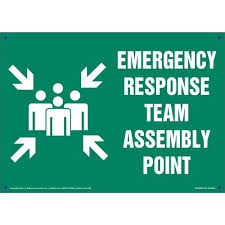 EMERGENCY
RESPONSE
TEAM
ASSEMBLY
POINT